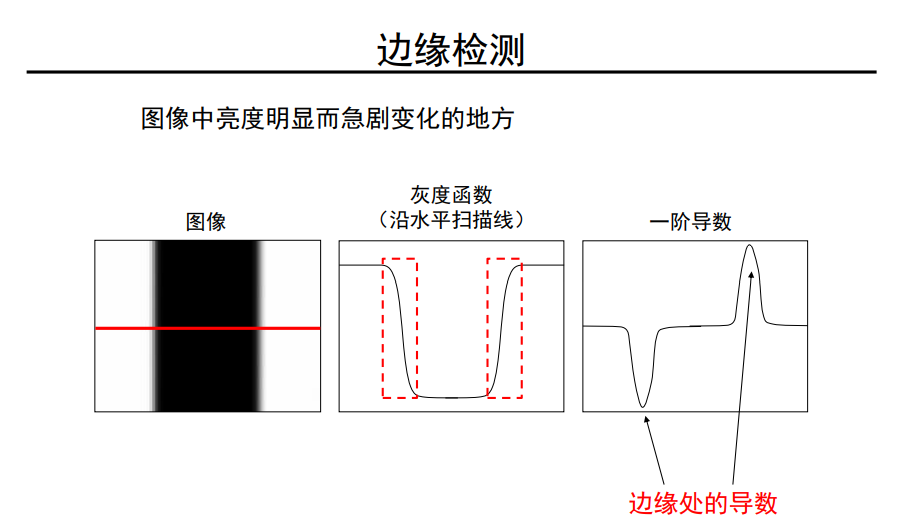 边缘检测
图像中亮度明显而急剧变化的地方
图像
灰度函数
（沿水平扫描线）
一阶导数
边缘处的导数